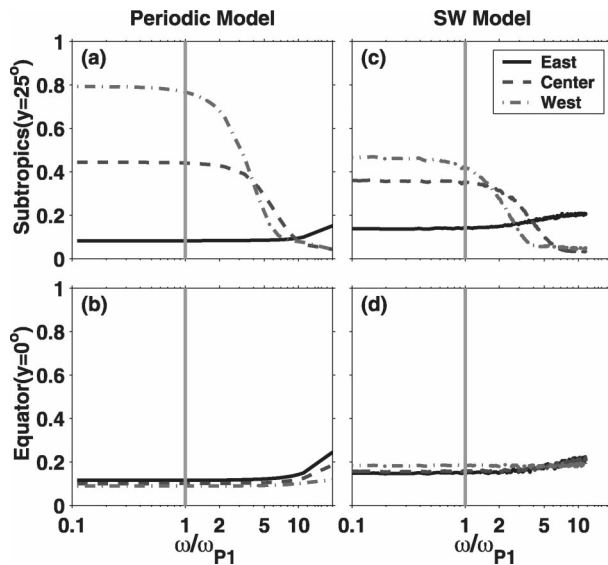 Periodic Model
SW Model
Subtropics(y=25°)
1
0.8
0.6
0.4
0.2
0
(a)
(c)
East
Center
West
Equator(y=0°)
1
0.8
0.6
0.4
0.2
0
(b)
(d)
0.1 1 2 5 10
0.1 1 2 5 10
ω/ωP1
ω/ωP1